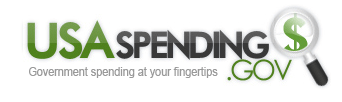 USASPENDING $
.GOV
Government spending at your fingertips